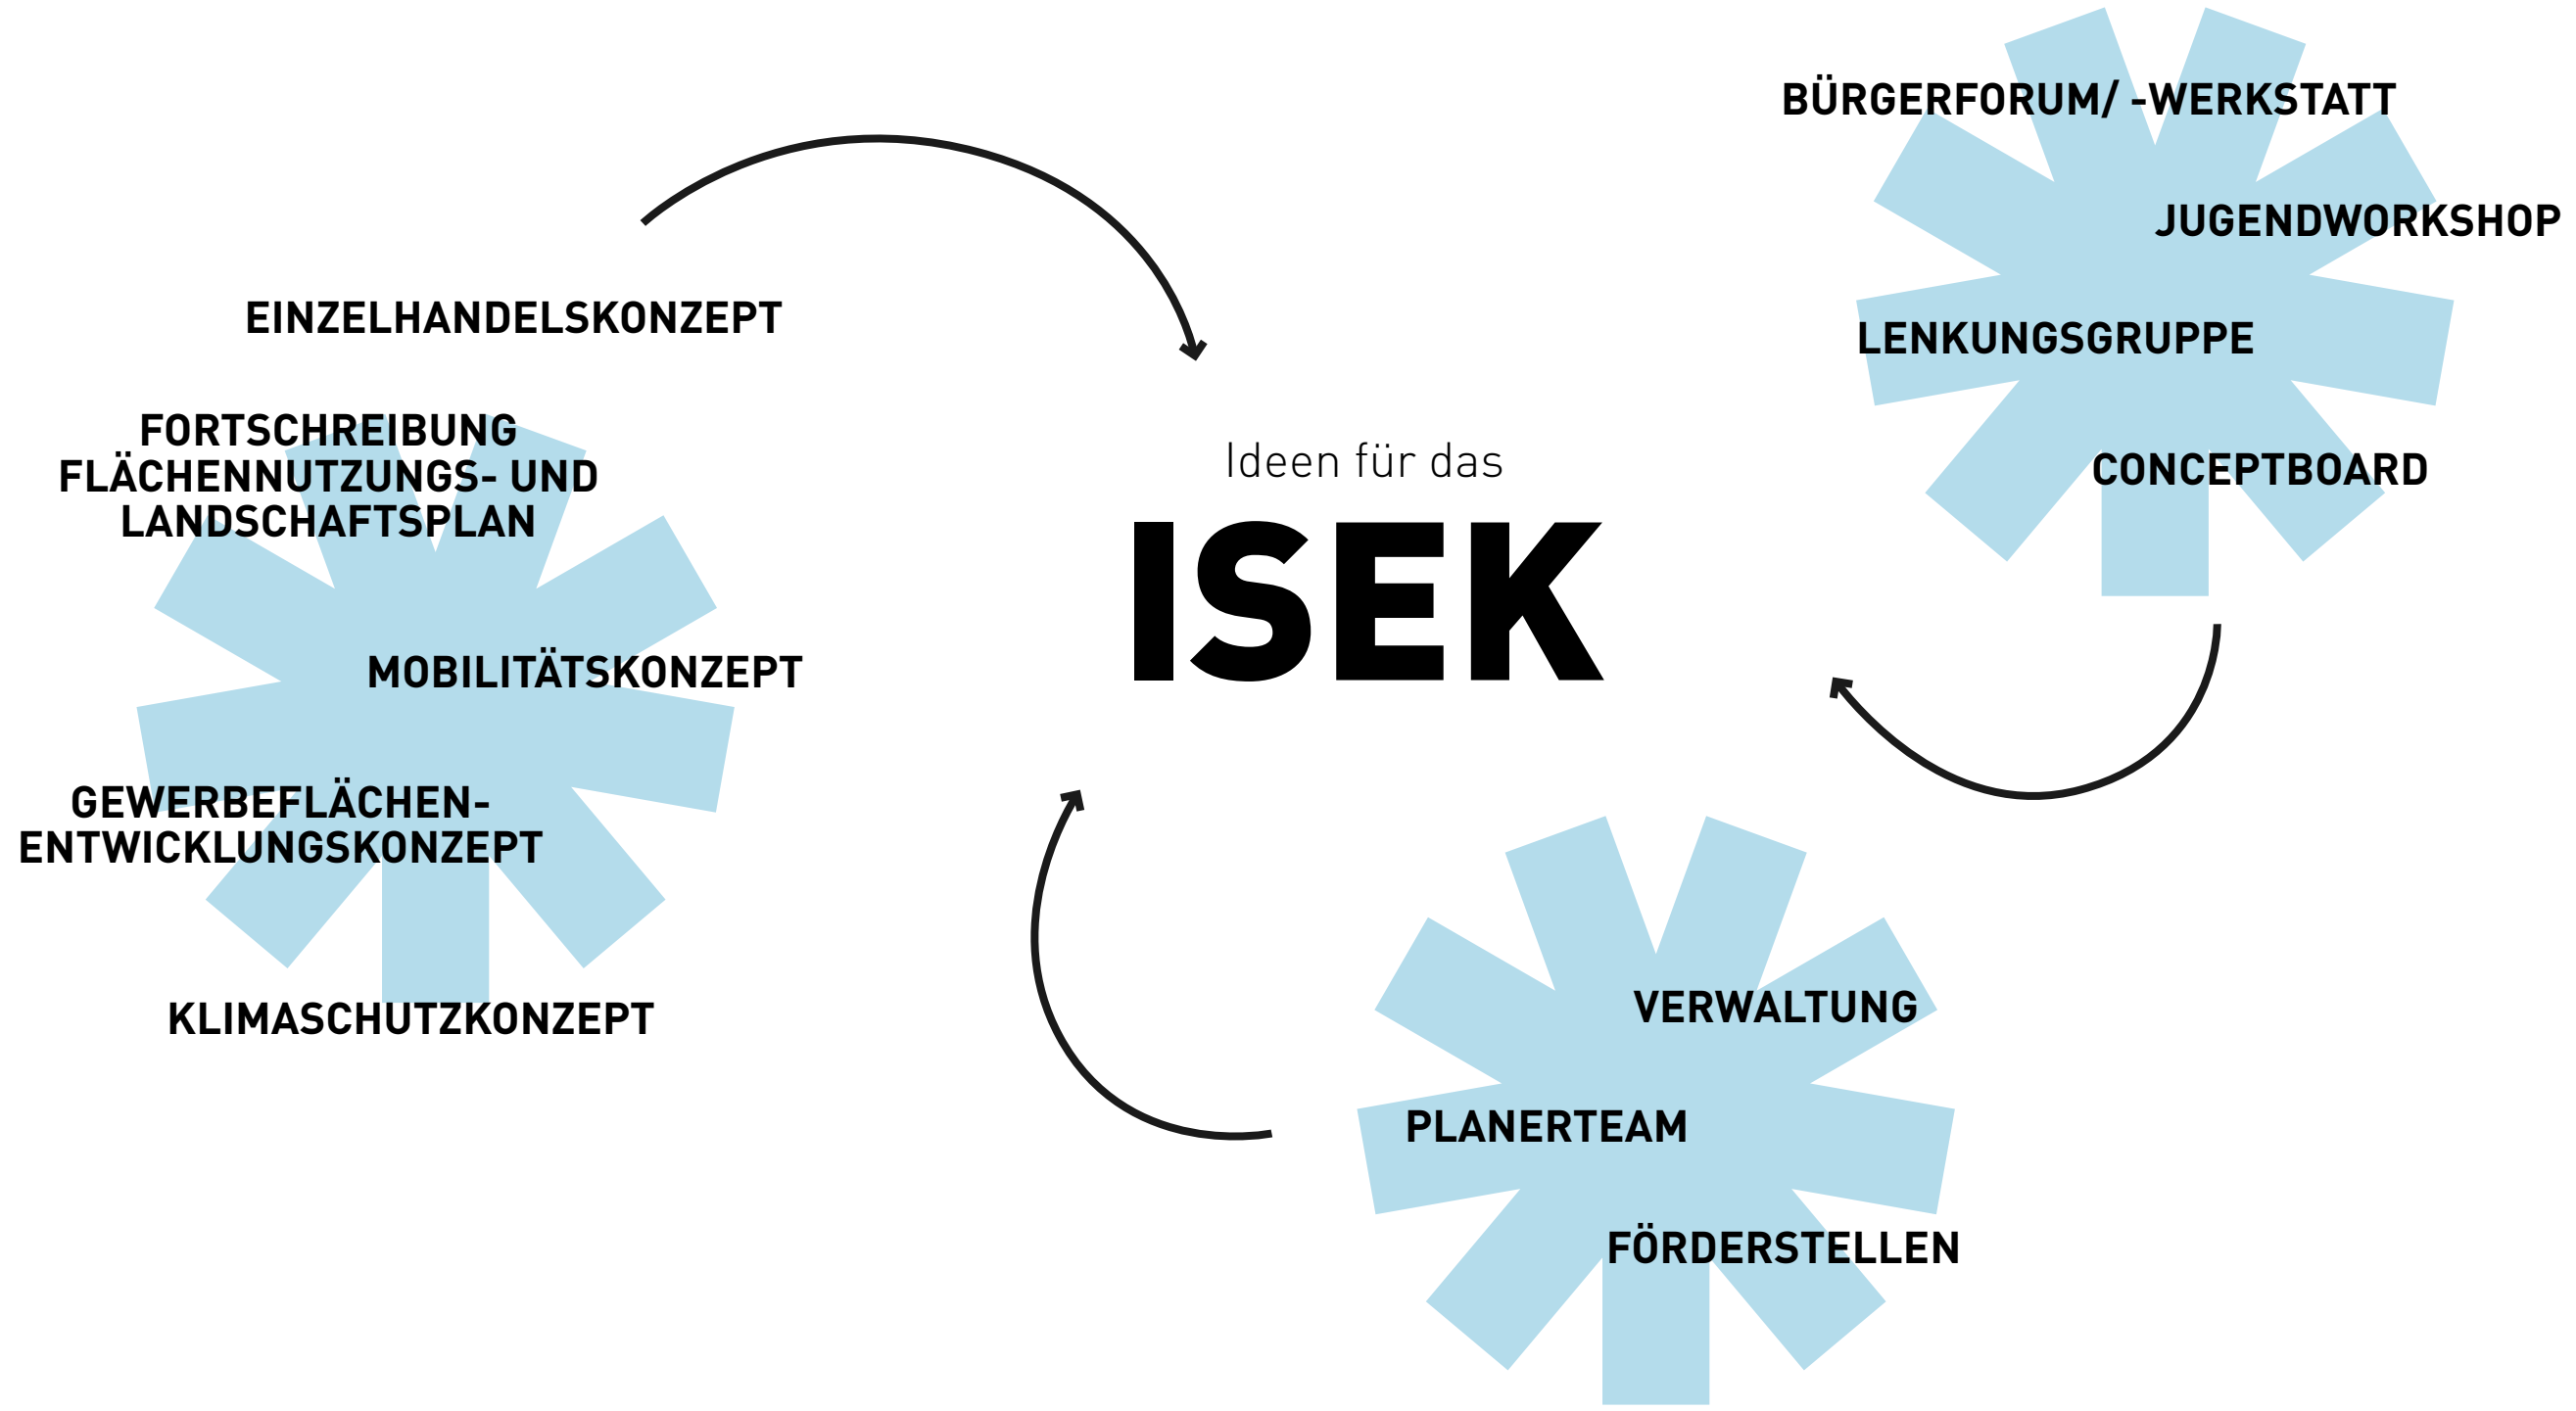 EINZELHANDELSKONZEPT
FORTSCHREIBUNG
FLÄCHENNUTZUNGS- UND
LANDSCHAFTSPLAN
MOBILITÄTSKONZEPT
GEWERBEFLÄCHEN-
ENTWICKLUNGSKONZEPT
KLIMASCHUTZKONZEPT
Ideen für das
ISEK
BÜRGERFORUM/ -WERKSTATT
JUGENDWORKSHOP
LENKUNGSGRUPPE
CONCEPTBOARD
VERWALTUNG
PLANERTEAM
FÖRDERSTELLEN